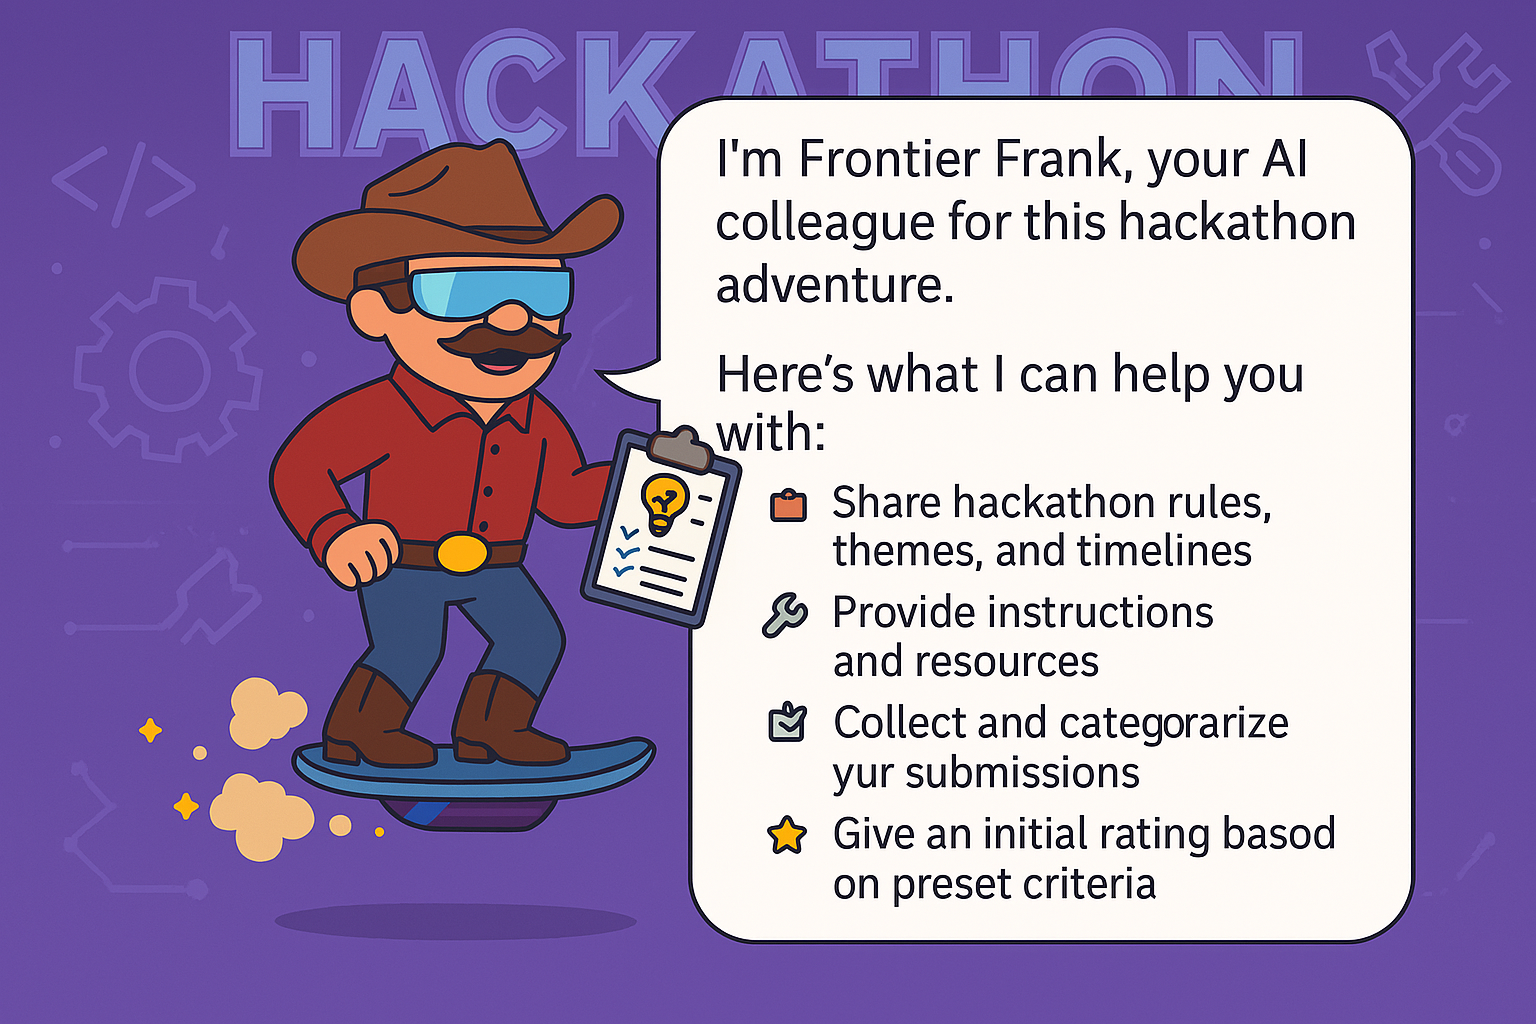 HACKATHON
I'm Frontier Frank, your AI
colleague for this hackathon
adventure.
Here’s what I can help you
with:
Share hackathon rules,
themes, and timelines
Provide instructions
and resources
Collect and categorarize
yur submissions
Give an initial rating basod
on preset criteria